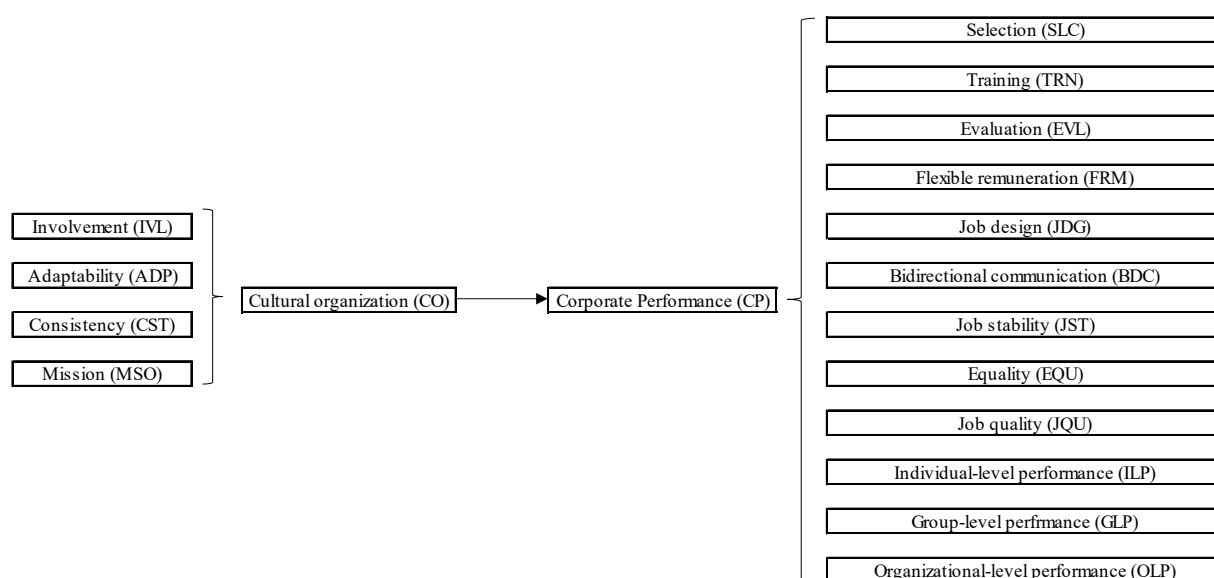 Involvement (IVL)
Adaptability (ADP)
Consistency (CST)
Mission (MSO)
Cultural organization (CO)
Corporate Performance (CP)
Selection (SLC)
Training (TRN)
Evaluation (EVL)
Flexible remuneration (FRM)
Job design (JDG)
Bidirectional communication (BDC)
Job stability (JST)
Equality (EQU)
Job quality (JQU)
Individual-level performance (ILP)
Group-level perfrmance (GLP)
Organizational-level performance (OLP)